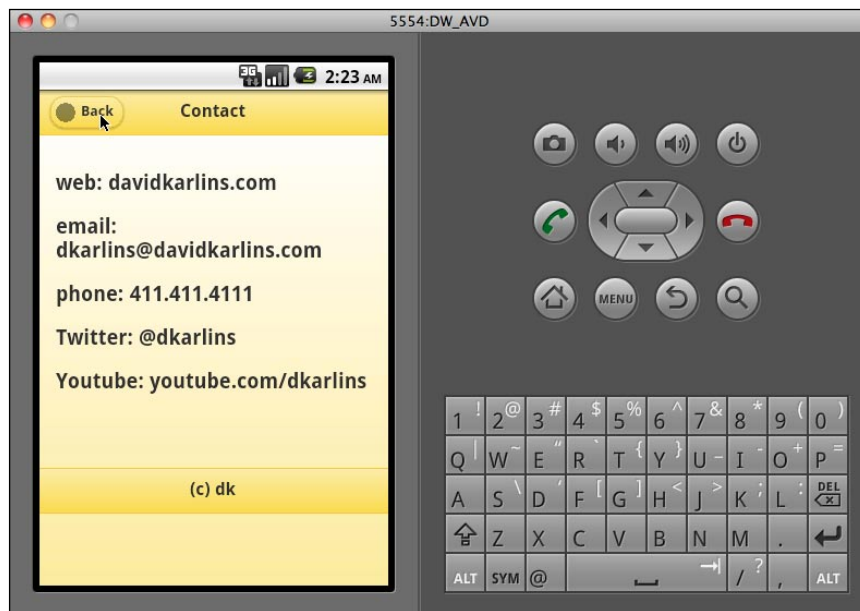 5554:DW_AVD
3G 2:23 AM
Back Contact
web: davidkarlins.com
email:
dkarlins@davidkarlins.com
phone: 411.411.4111
Twitter: @dkarlins
Youtube: youtube.com/dkarlins
(c) dk
MENU
1 ! 2 @ 3 # 4 $ 5 % 6 ^ 7 & 8 * 9 ( 0 )
Q | W ~ E " R ` T { Y } U _ I - O + P =
A S \ D ' F [ G ] H < J > K ; L : DEL
Z X C V B N M .
ALT SYM @ / ? , ALT